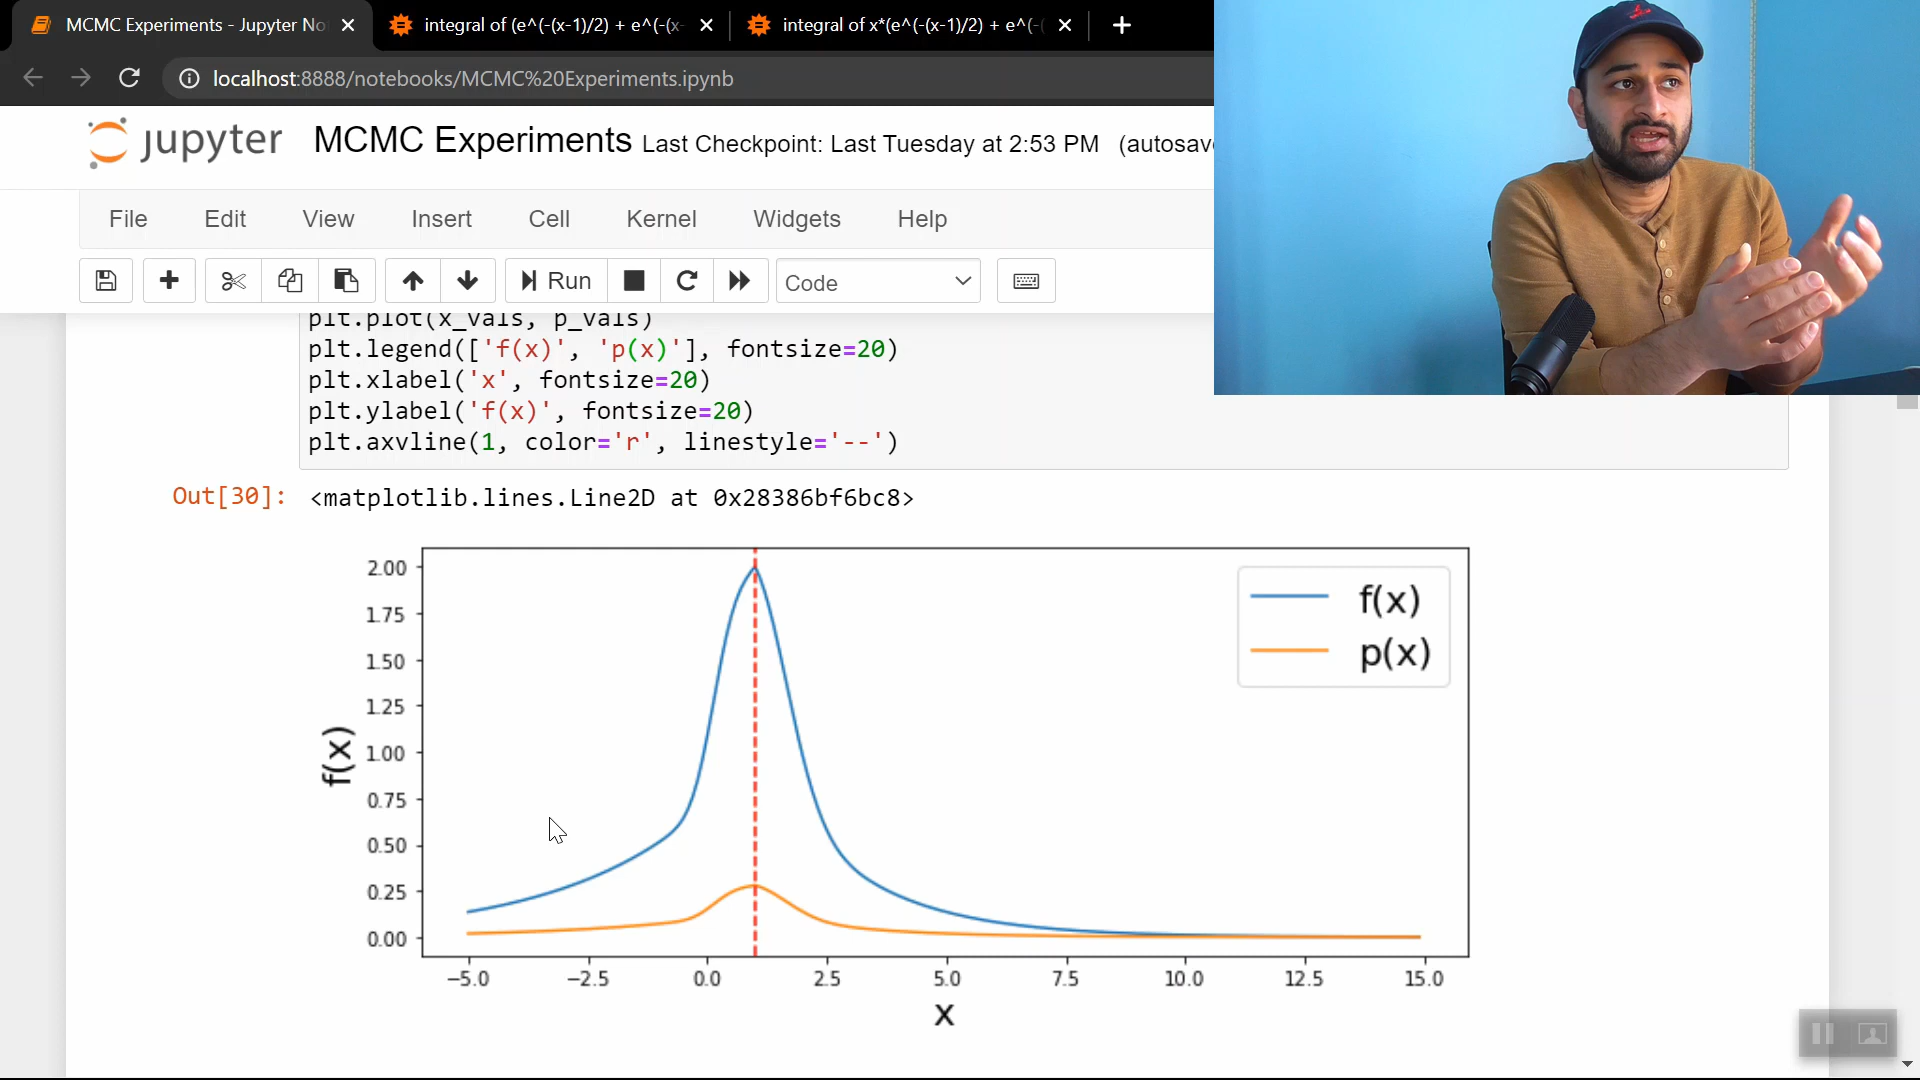 MCMC Experiments - Jupyter No
integral of (e^(-(x-1)/2) + e^(-(x-
integral of x*(e^(-(x-1)/2) + e^(-(
localhost:8888/notebooks/MCMC%20Experiments.ipynb
jupyter MCMC Experiments Last Checkpoint: Last Tuesday at 2:53 PM (autosave
File Edit View Insert Cell Kernel Widgets Help
Run Code
plt.plot(x_vals, p_vals)
plt.legend(['f(x)', 'p(x)'], fontsize=20)
plt.xlabel('x', fontsize=20)
plt.ylabel('f(x)', fontsize=20)
plt.axvline(1, color='r', linestyle='--')
Out[30]: <matplotlib.lines.Line2D at 0x28386bf6bc8>
2.00
1.75
1.50
1.25
1.00
0.75
0.50
0.25
0.00
f(x)
f(x)
p(x)
−5.0 −2.5 0.0 2.5 5.0 7.5 10.0 12.5 15.0
x